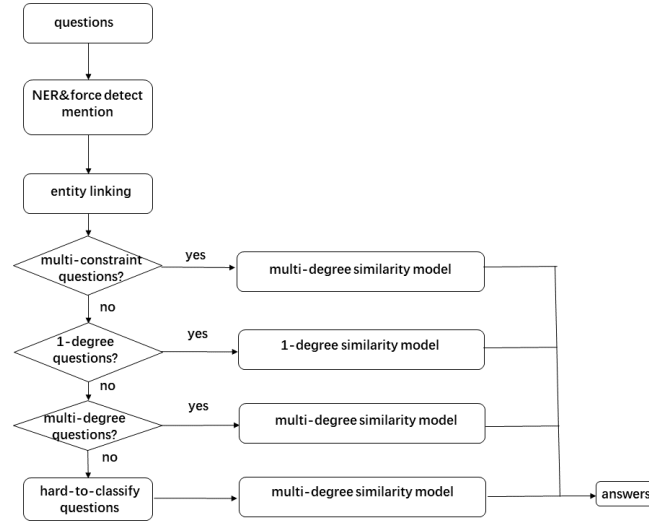 questions
NER&force detect
mention
entity linking
multi-constraint
questions?
yes
multi-degree similarity model
no
1-degree
questions?
yes
1-degree similarity model
no
multi-degree
questions?
yes
multi-degree similarity model
no
hard-to-classify
questions
multi-degree similarity model
answers